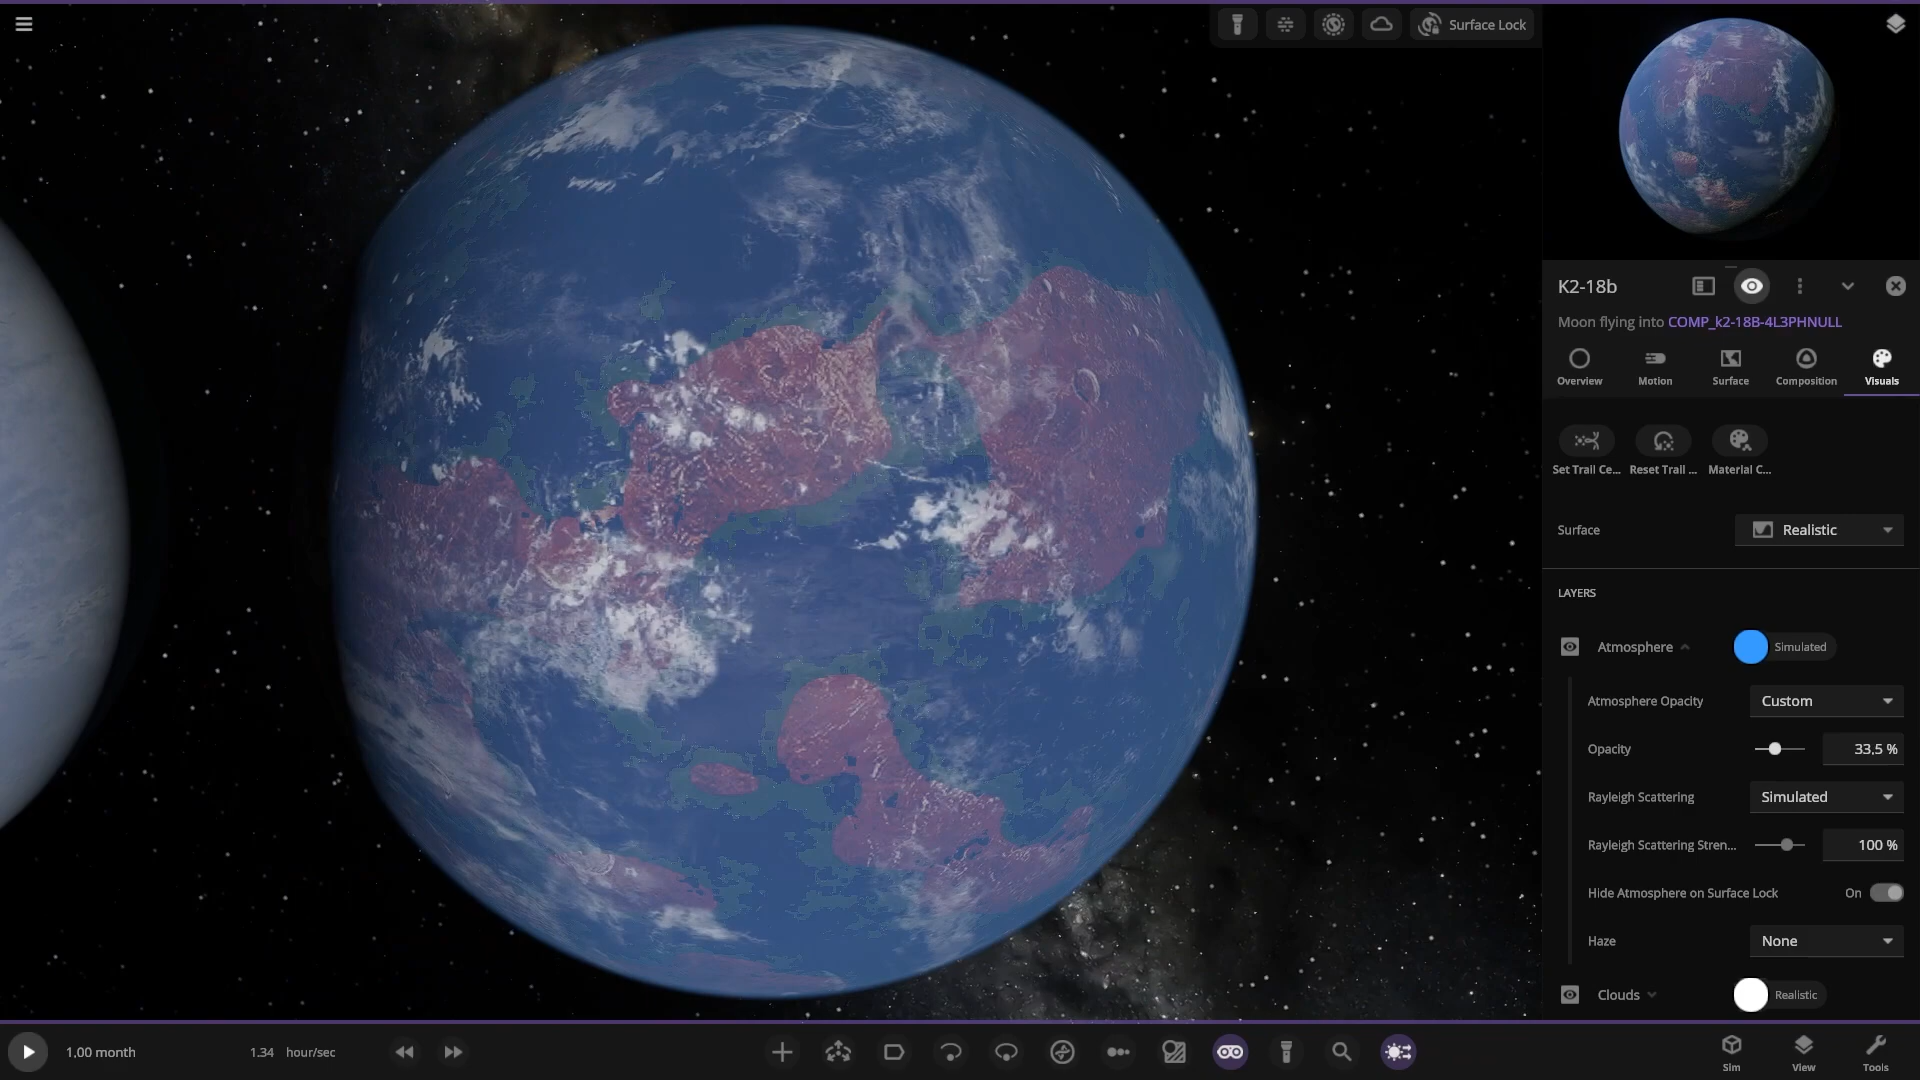 Surface Lock
K2-18b
Moon flying into COMP_k2-18B-4L3PHNULL
Overview Motion Surface Composition Visuals
Set Trail Ce... Reset Trail ... Material C...
Surface Realistic
LAYERS
Atmosphere Simulated
Atmosphere Opacity Custom
Opacity 33.5 %
Rayleigh Scattering Simulated
Rayleigh Scattering Stren... 100 %
Hide Atmosphere on Surface Lock On
Haze None
Clouds Realistic
1.00 month 1.34 hour/sec
Sim View Tools